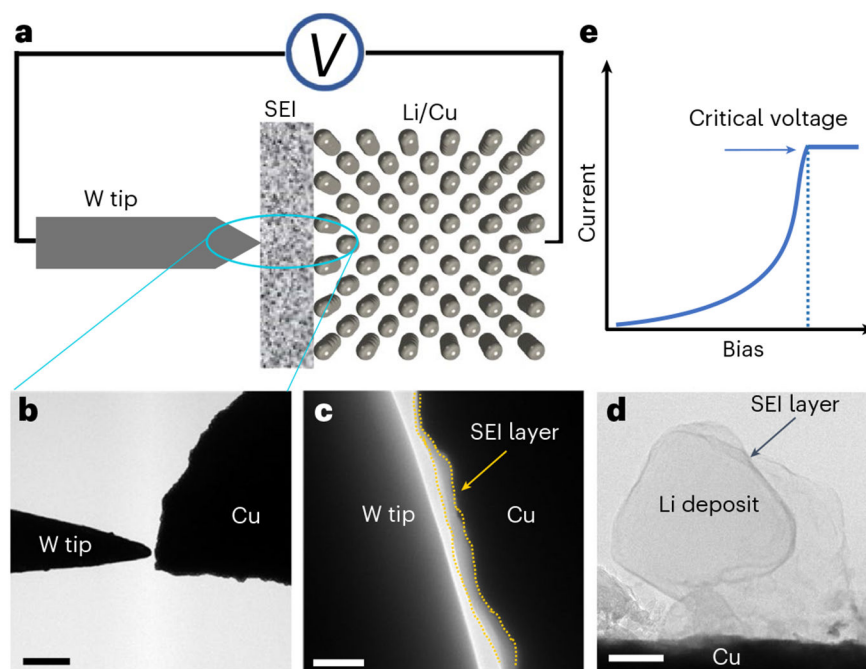 a
V
SEI
Li/Cu
W tip
e
Critical voltage
Current
Bias
b
W tip
Cu
c
SEI layer
W tip
Cu
d
SEI layer
Li deposit
Cu